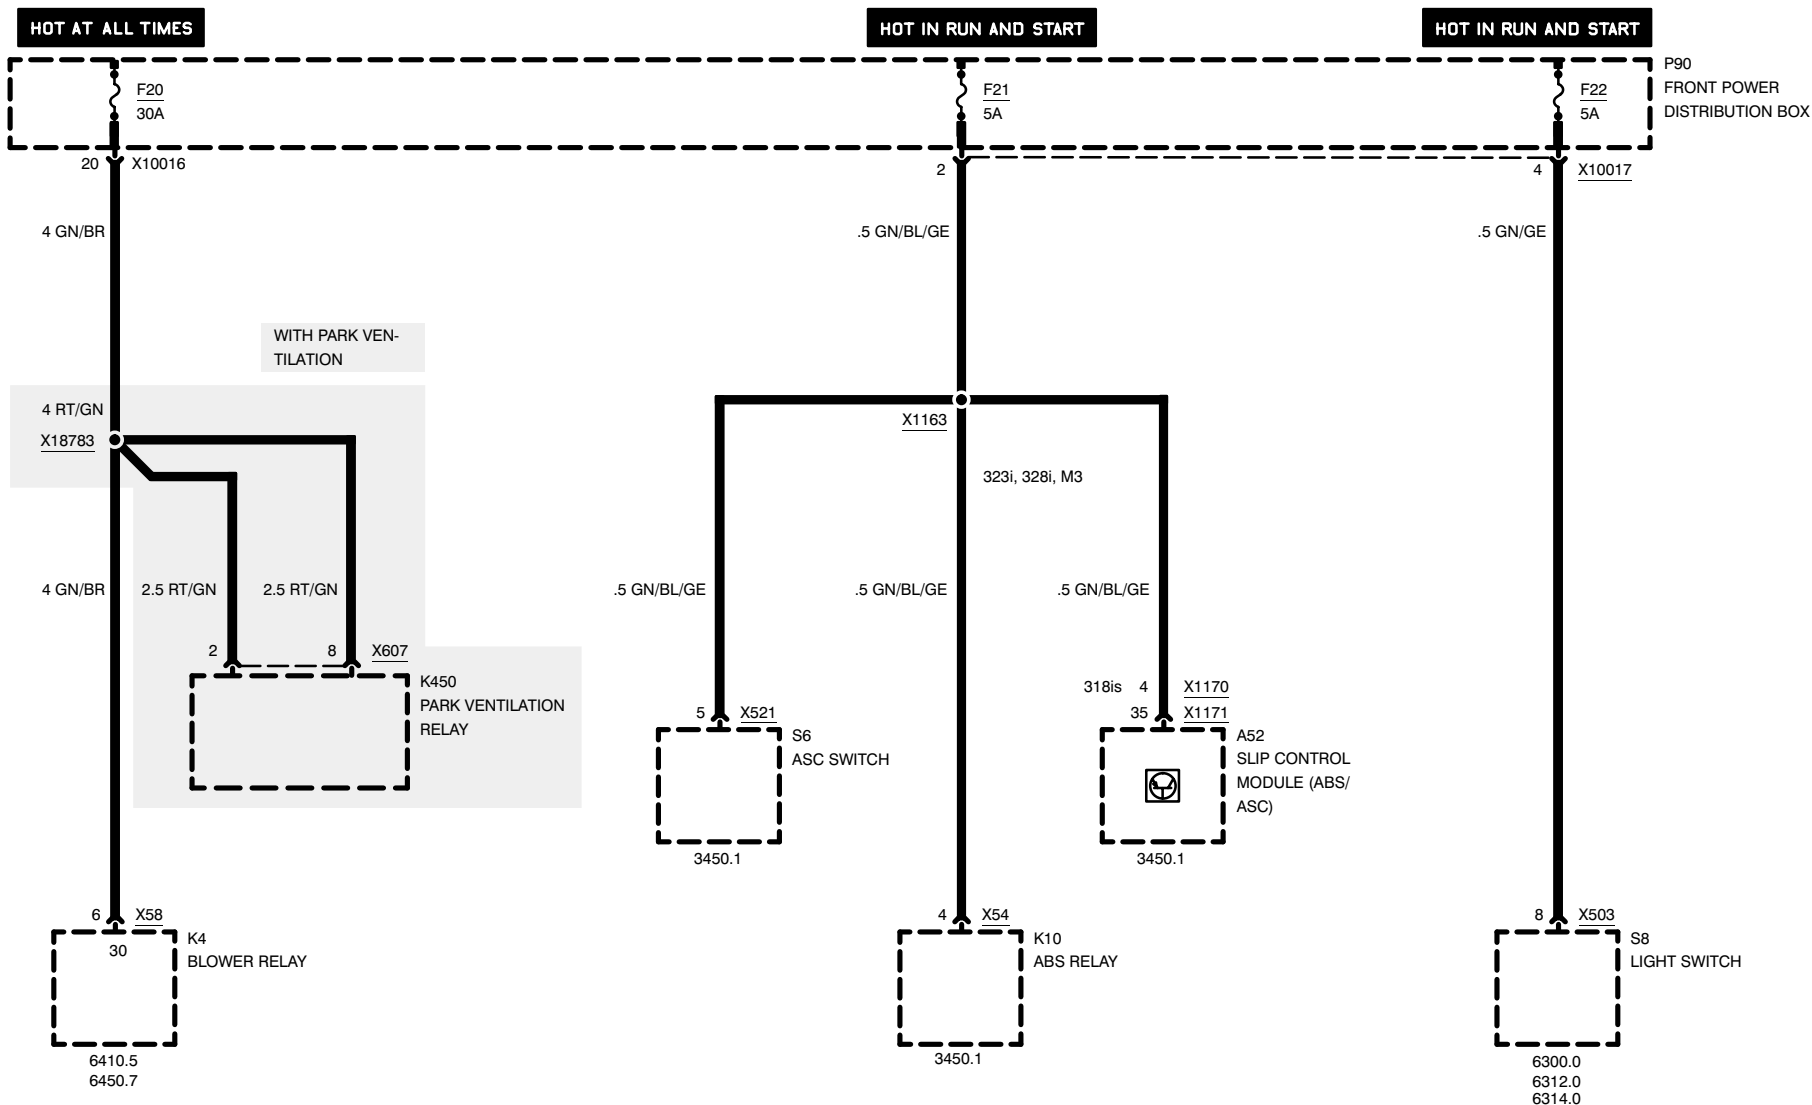 HOT AT ALL TIMES
HOT IN RUN AND START
HOT IN RUN AND START
P90
FRONT POWER
DISTRIBUTION BOX
F20
30A
F21
5A
F22
5A
20 X10016
2
4 X10017
4 GN/BR
.5 GN/BL/GE
.5 GN/GE
WITH PARK VEN-
TILATION
4 RT/GN
X18783
X1163
323i, 328i, M3
4 GN/BR
2.5 RT/GN
2.5 RT/GN
.5 GN/BL/GE
.5 GN/BL/GE
.5 GN/BL/GE
2
8 X607
K450
PARK VENTILATION
RELAY
5 X521
S6
ASC SWITCH
3450.1
318is 4 X1170
35 X1171
A52
SLIP CONTROL
MODULE (ABS/
ASC)
3450.1
6 X58
30
K4
BLOWER RELAY
6410.5
6450.7
4 X54
K10
ABS RELAY
3450.1
8 X503
S8
LIGHT SWITCH
6300.0
6312.0
6314.0